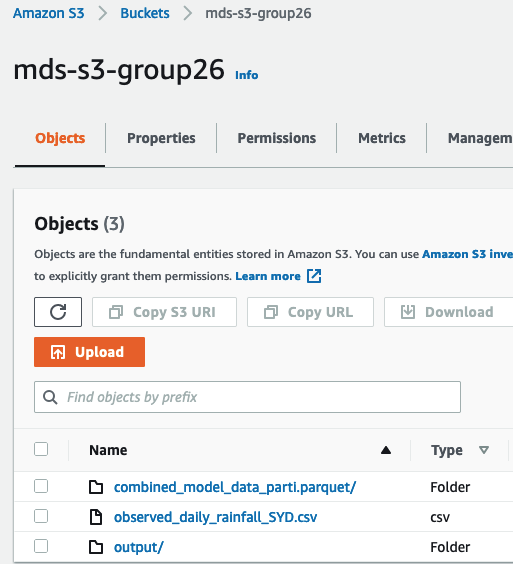 Amazon S3 > Buckets > mds-s3-group26
mds-s3-group26 Info
Objects Properties Permissions Metrics Managem
Objects (3)
Objects are the fundamental entities stored in Amazon S3. You can use Amazon S3 inve
to explicitly grant them permissions. Learn more
Copy S3 URI Copy URL Download
Upload
Find objects by prefix
Name Type
combined_model_data_parti.parquet/ Folder
observed_daily_rainfall_SYD.csv csv
output/ Folder